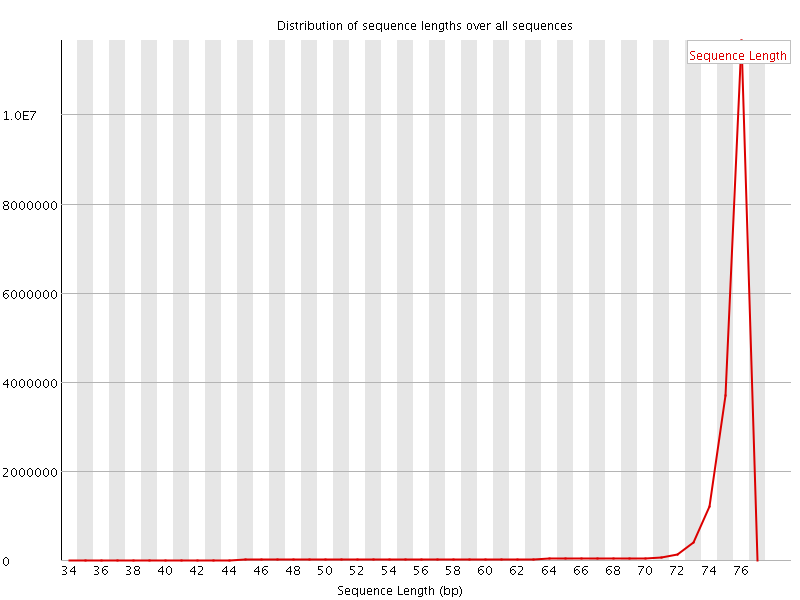 Distribution of sequence lengths over all sequences
Sequence Length
1.0E7
8000000
6000000
4000000
2000000
0
34 36 38 40 42 44 46 48 50 52 54 56 58 60 62 64 66 68 70 72 74 76
Sequence Length (bp)